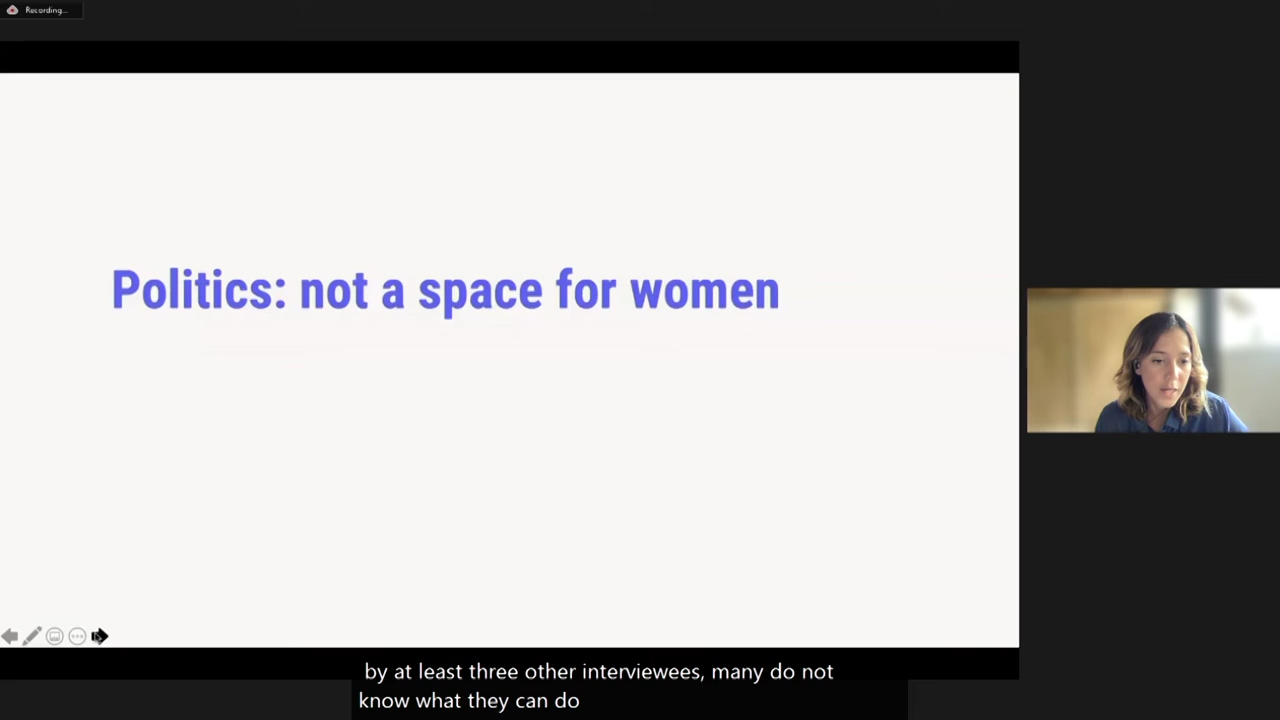 Recording...
Politics: not a space for women
by at least three other interviewees, many do not
know what they can do